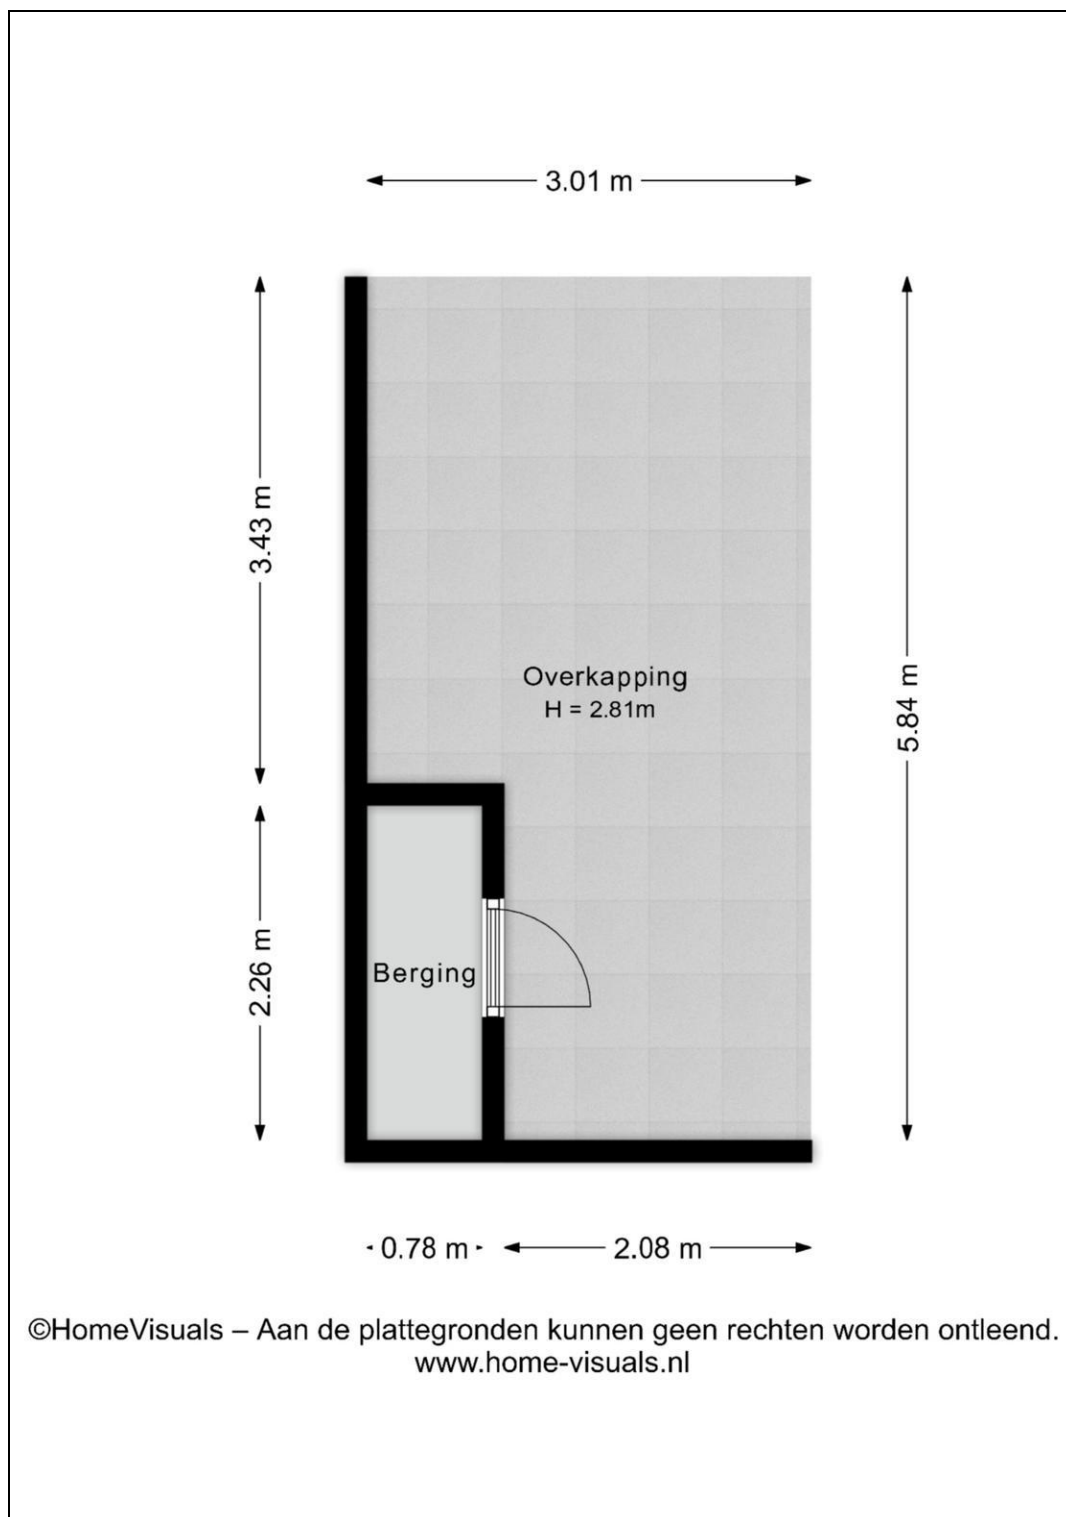 3.01 m
3.43 m
5.84 m
Overkapping
H = 2.81m
2.26 m
Berging
0.78 m
2.08 m
©HomeVisuals – Aan de plattegronden kunnen geen rechten worden ontleend.
www.home-visuals.nl